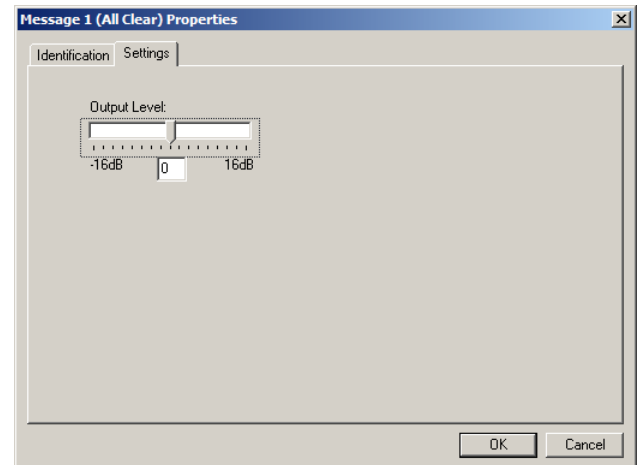 Message 1 (All Clear) Properties
Identification Settings
Output Level:
-16dB 0 16dB
OK Cancel